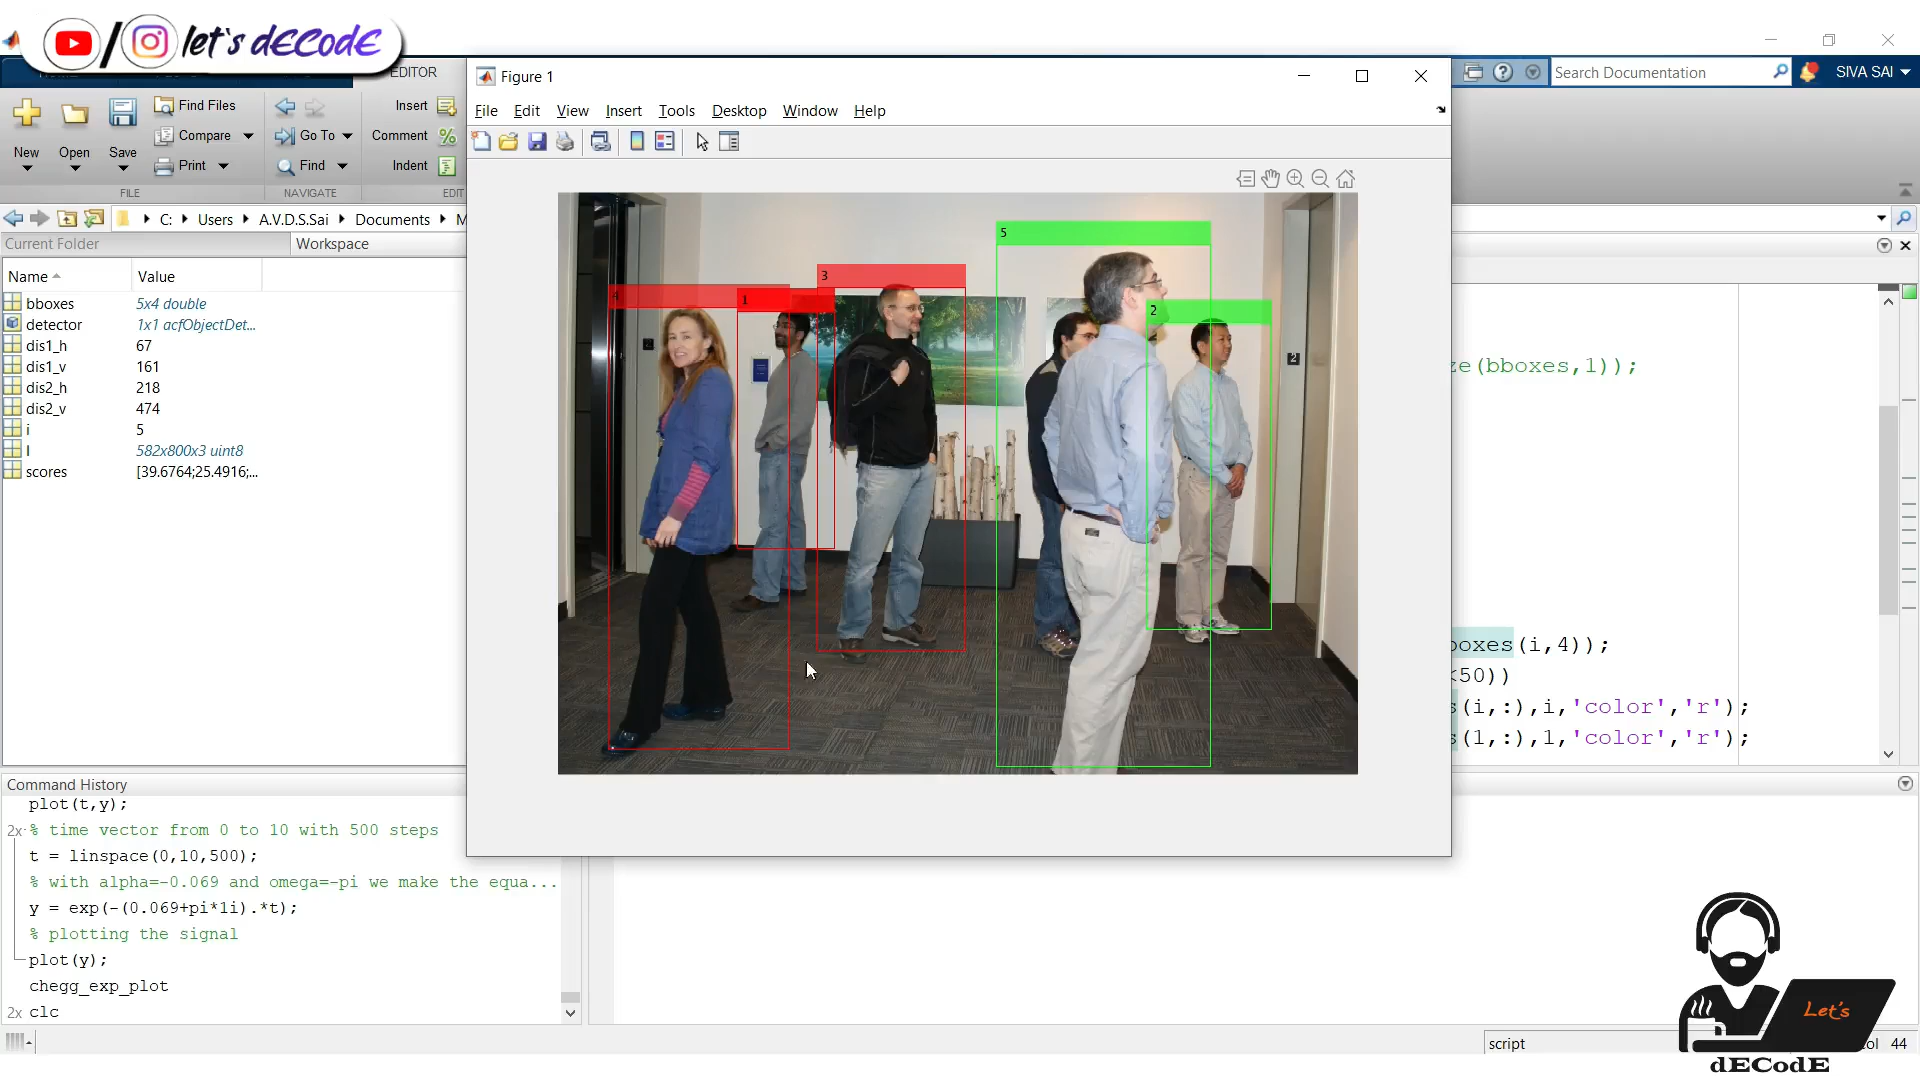 let's dECodE
EDITOR
Search Documentation
SIVA SAI
New
Open
Save
Find Files
Compare
Print
Go To
Find
Insert
Comment
Indent
FILE
NAVIGATE
EDIT
C: Users A.V.D.S.Sai Documents M
Current Folder
Workspace
Name Value
bboxes 5x4 double
detector 1x1 acfObjectDet...
dis1_h 67
dis1_v 161
dis2_h 218
dis2_v 474
i 5
I 582x800x3 uint8
scores [39.6764;25.4916;...
Command History
plot(t,y);
2x % time vector from 0 to 10 with 500 steps
t = linspace(0,10,500);
% with alpha=-0.069 and omega=-pi we make the equa...
y = exp(-(0.069+pi*1i).*t);
% plotting the signal
plot(y);
chegg_exp_plot
2x clc
Figure 1
File Edit View Insert Tools Desktop Window Help
5
3
4
1
2
2
ze(bboxes,1));
boxes(i,4));
<50))
s(i,:),i,'color','r');
s(1,:),1,'color','r');
script
ol 44
Let's
dECodE